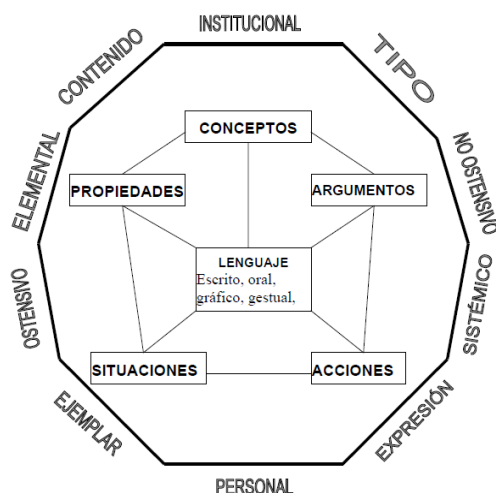 INSTITUCIONAL
CONTENIDO
TIPO
CONCEPTOS
ELEMENTAL
NO OSTENSIVO
PROPIEDADES
ARGUMENTOS
LENGUAJE
Escrito, oral,
gráfico, gestual,
OSTENSIVO
SISTÉMICO
SITUACIONES
ACCIONES
EJEMPLAR
EXPRESIÓN
PERSONAL